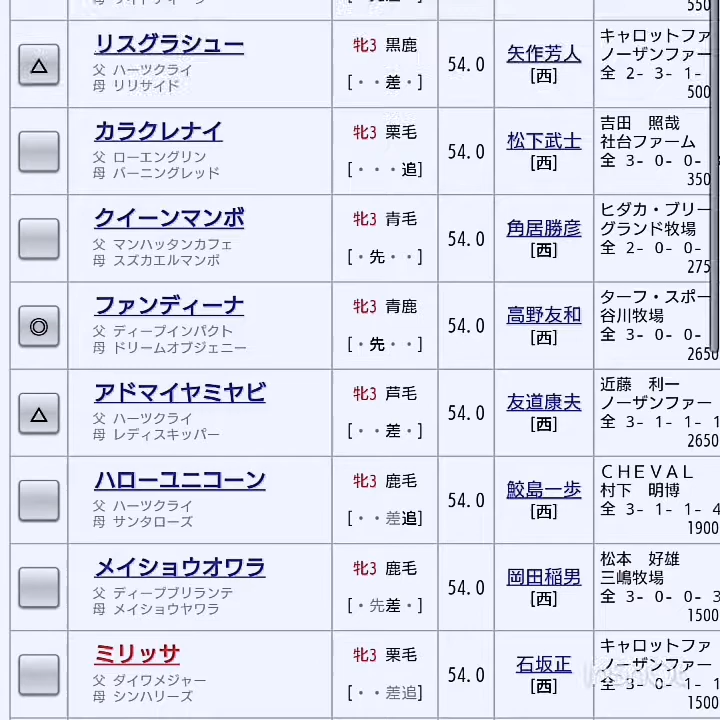 550
リスグラシュー 牝3 黒鹿 54.0 矢作芳人 キャロットファ
△ 父 ハーツクライ [・・差・] [西] ノーザンファー
母 リリサイド 全 2- 3- 1-
500
カラクレナイ 牝3 栗毛 54.0 松下武士 吉田 照哉
父 ローエングリン [・・・追] [西] 社台ファーム
母 バーニングレッド 全 3- 0- 0- 3
350
クイーンマンボ 牝3 青毛 54.0 角居勝彦 ヒダカ・ブリー
父 マンハッタンカフェ [・先・・] [西] グランド牧場
母 スズカエルマンボ 全 2- 0- 0-
275
ファンディーナ 牝3 青鹿 54.0 高野友和 ターフ・スポー
◎ 父 ディープインパクト [・先・・] [西] 谷川牧場
母 ドリームオブジェニー 全 3- 0- 0-
2650
アドマイヤミヤビ 牝3 芦毛 54.0 友道康夫 近藤 利一
△ 父 ハーツクライ [・・差・] [西] ノーザンファー
母 レディスキッパー 全 3- 1- 1- 1
2650
ハローユニコーン 牝3 鹿毛 54.0 鮫島一歩 CHEVAL
父 ハーツクライ [・・差追] [西] 村下 明博
母 サンタローズ 全 3- 1- 1- 4
1900
メイショウオワラ 牝3 鹿毛 54.0 岡田稲男 松本 好雄
父 ディープブリランテ [・先差・] [西] 三嶋牧場
母 メイショウヤワラ 全 3- 0- 0- 3
1500
ミリッサ 牝3 栗毛 54.0 石坂正 キャロットファ
父 ダイワメジャー [・・差追] [西] ノーザンファー
母 シンハリーズ 全 3- 0- 1- 1
1500